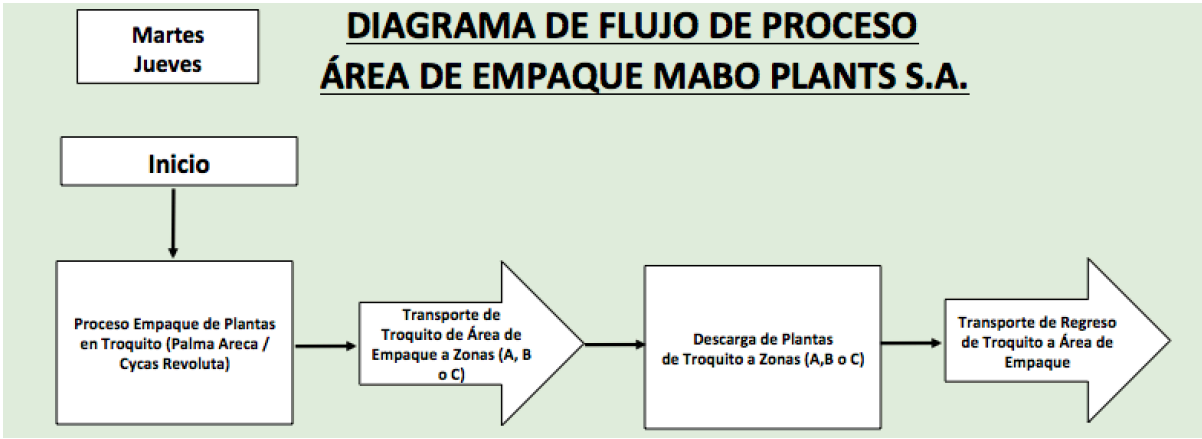 Martes
Jueves
DIAGRAMA DE FLUJO DE PROCESO
ÁREA DE EMPAQUE MABO PLANTS S.A.
Inicio
Proceso Empaque de Plantas
en Troquito (Palma Areca /
Cycas Revoluta)
Transporte de
Troquito de Área de
Empaque a Zonas (A, B
o C)
Descarga de Plantas
de Troquito a Zonas (A,B o C)
Transporte de Regreso
de Troquito a Área de
Empaque